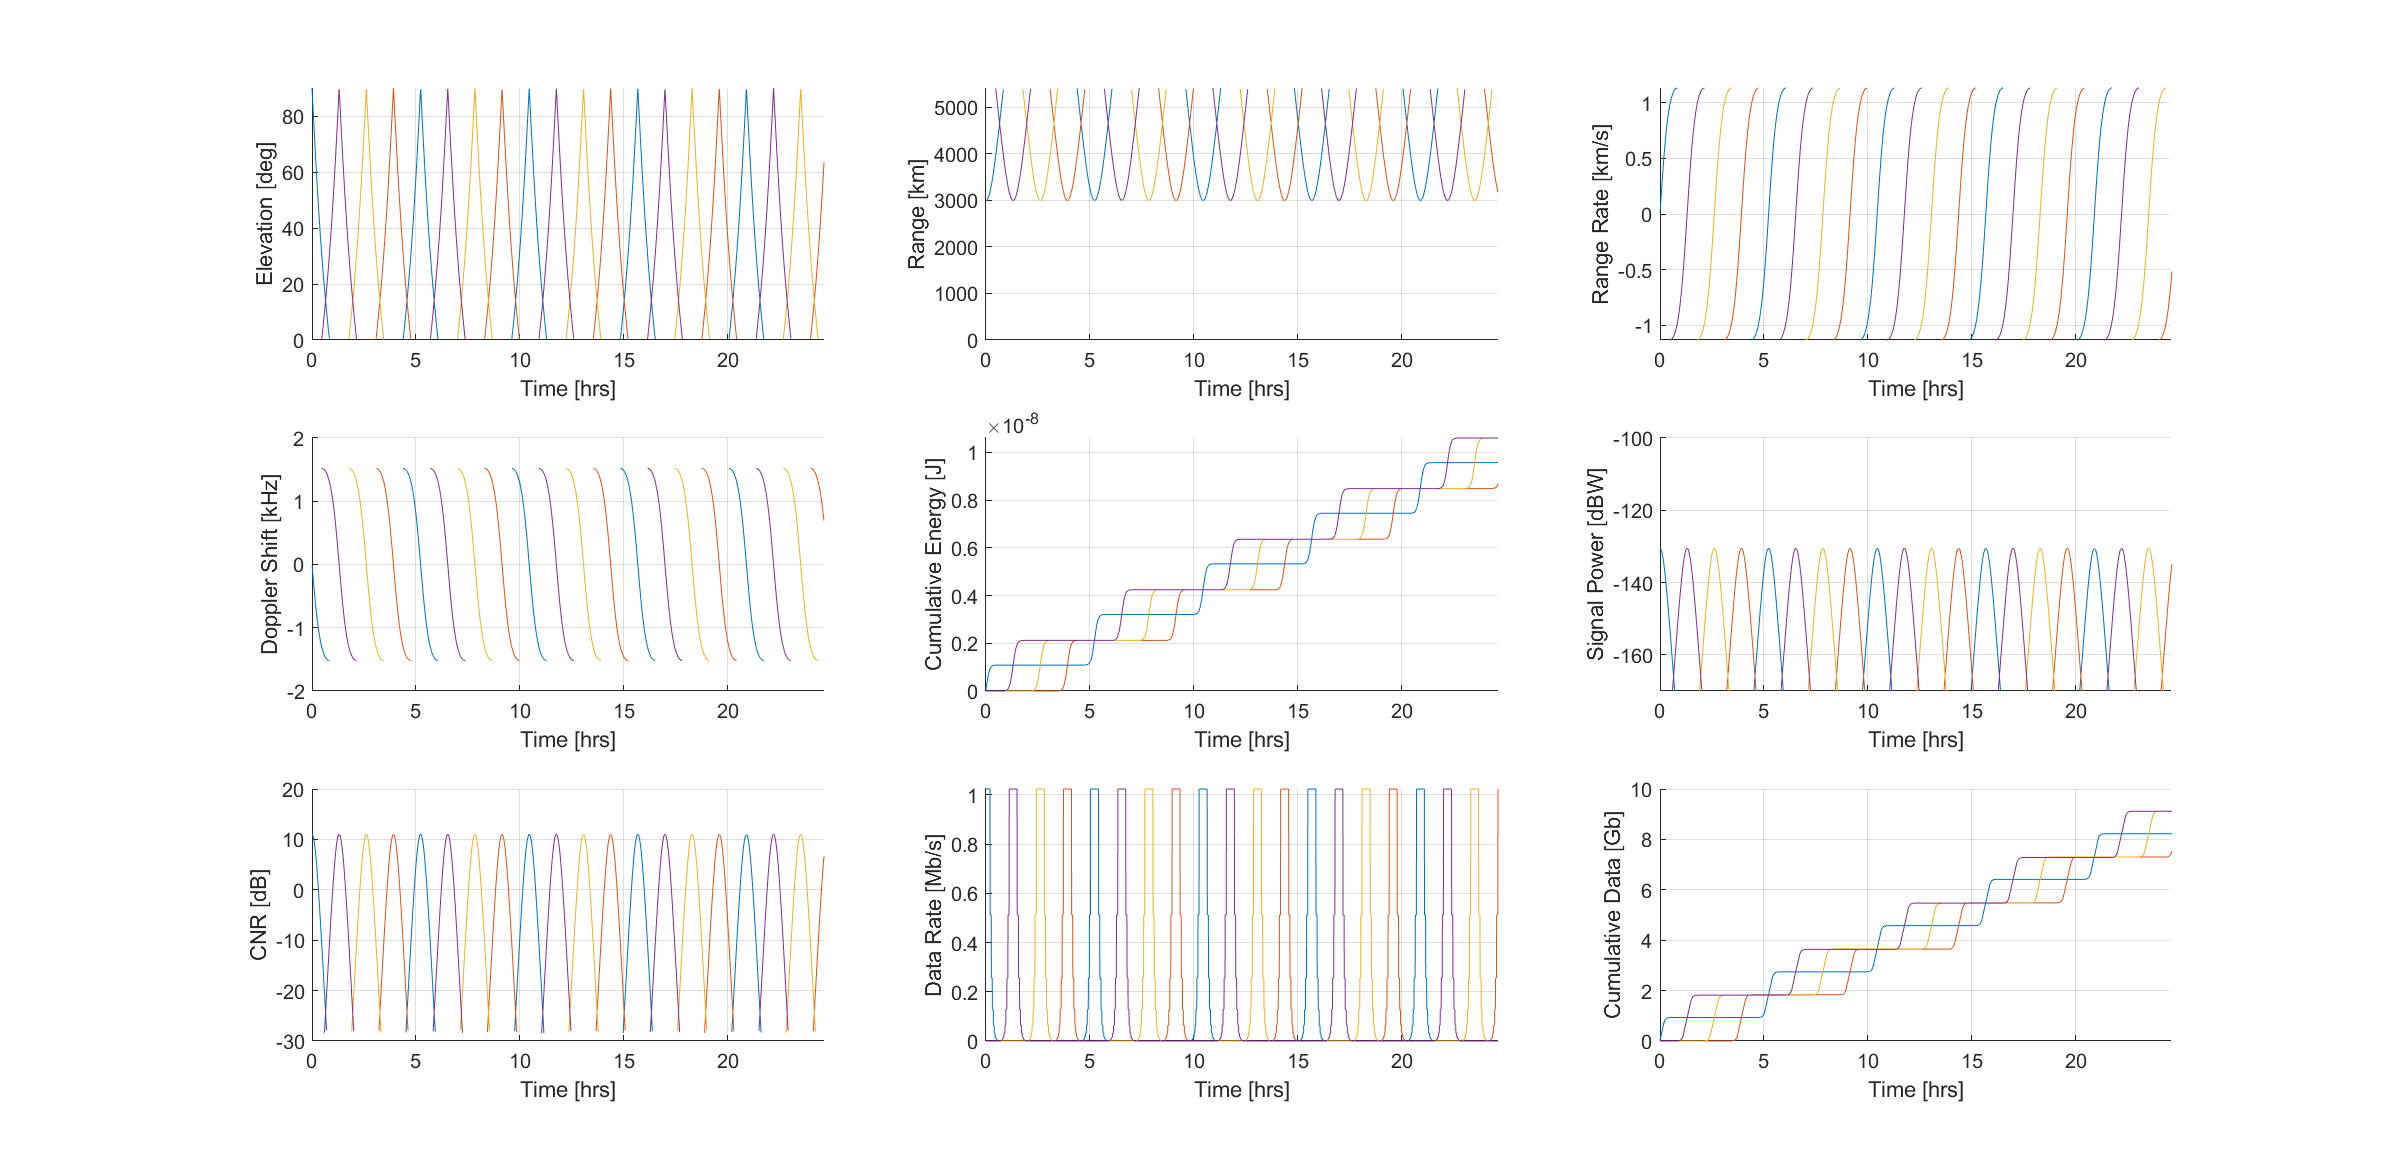 Elevation [deg]
80
60
40
20
0
0 5 10 15 20
Time [hrs]
Range [km]
5000
4000
3000
2000
1000
0
0 5 10 15 20
Time [hrs]
Range Rate [km/s]
1
0.5
0
-0.5
-1
0 5 10 15 20
Time [hrs]
Doppler Shift [kHz]
2
1
0
-1
-2
0 5 10 15 20
Time [hrs]
×10-8
Cumulative Energy [J]
1
0.8
0.6
0.4
0.2
0
0 5 10 15 20
Time [hrs]
Signal Power [dBW]
-100
-120
-140
-160
0 5 10 15 20
Time [hrs]
CNR [dB]
20
10
0
-10
-20
-30
0 5 10 15 20
Time [hrs]
Data Rate [Mb/s]
1
0.8
0.6
0.4
0.2
0
0 5 10 15 20
Time [hrs]
Cumulative Data [Gb]
10
8
6
4
2
0
0 5 10 15 20
Time [hrs]